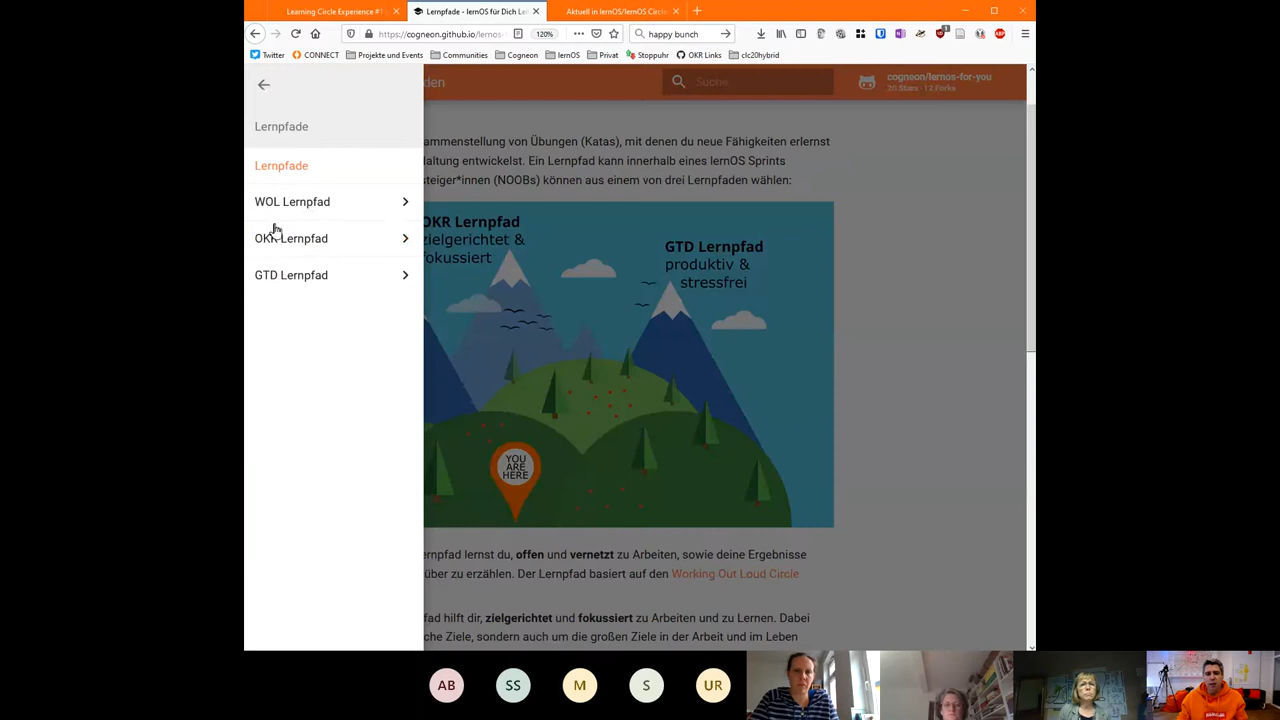 Learning Circle Experience #1
Lernpfade - lernOS für Dich Lei
Aktuell in lernOS/lernOS Circle
https://cogneon.github.io/lernos-
120%
happy bunch
Twitter
CONNECT
Projekte und Events
Communities
Cogneon
lernOS
Privat
Stoppuhr
OKR Links
clc20hybrid
den
Suche
cogneon/lernos-for-you
20 Stars · 12 Forks
Lernpfade
Lernpfade
WOL Lernpfad
OKR Lernpfad
GTD Lernpfad
ammenstellung von Übungen (Katas), mit denen du neue Fähigkeiten erlernst
altung entwickelst. Ein Lernpfad kann innerhalb eines lernOS Sprints
steiger*innen (NOOBs) können aus einem von drei Lernpfaden wählen:
OKR Lernpfad
zielgerichtet &
fokussiert
GTD Lernpfad
produktiv &
stressfrei
YOU
ARE
HERE
ernpfad lernst du, offen und vernetzt zu Arbeiten, sowie deine Ergebnisse
über zu erzählen. Der Lernpfad basiert auf den Working Out Loud Circle
fad hilft dir, zielgerichtet und fokussiert zu Arbeiten und zu Lernen. Dabei
che Ziele, sondern auch um die großen Ziele in der Arbeit und im Leben
AB
SS
M
S
UR